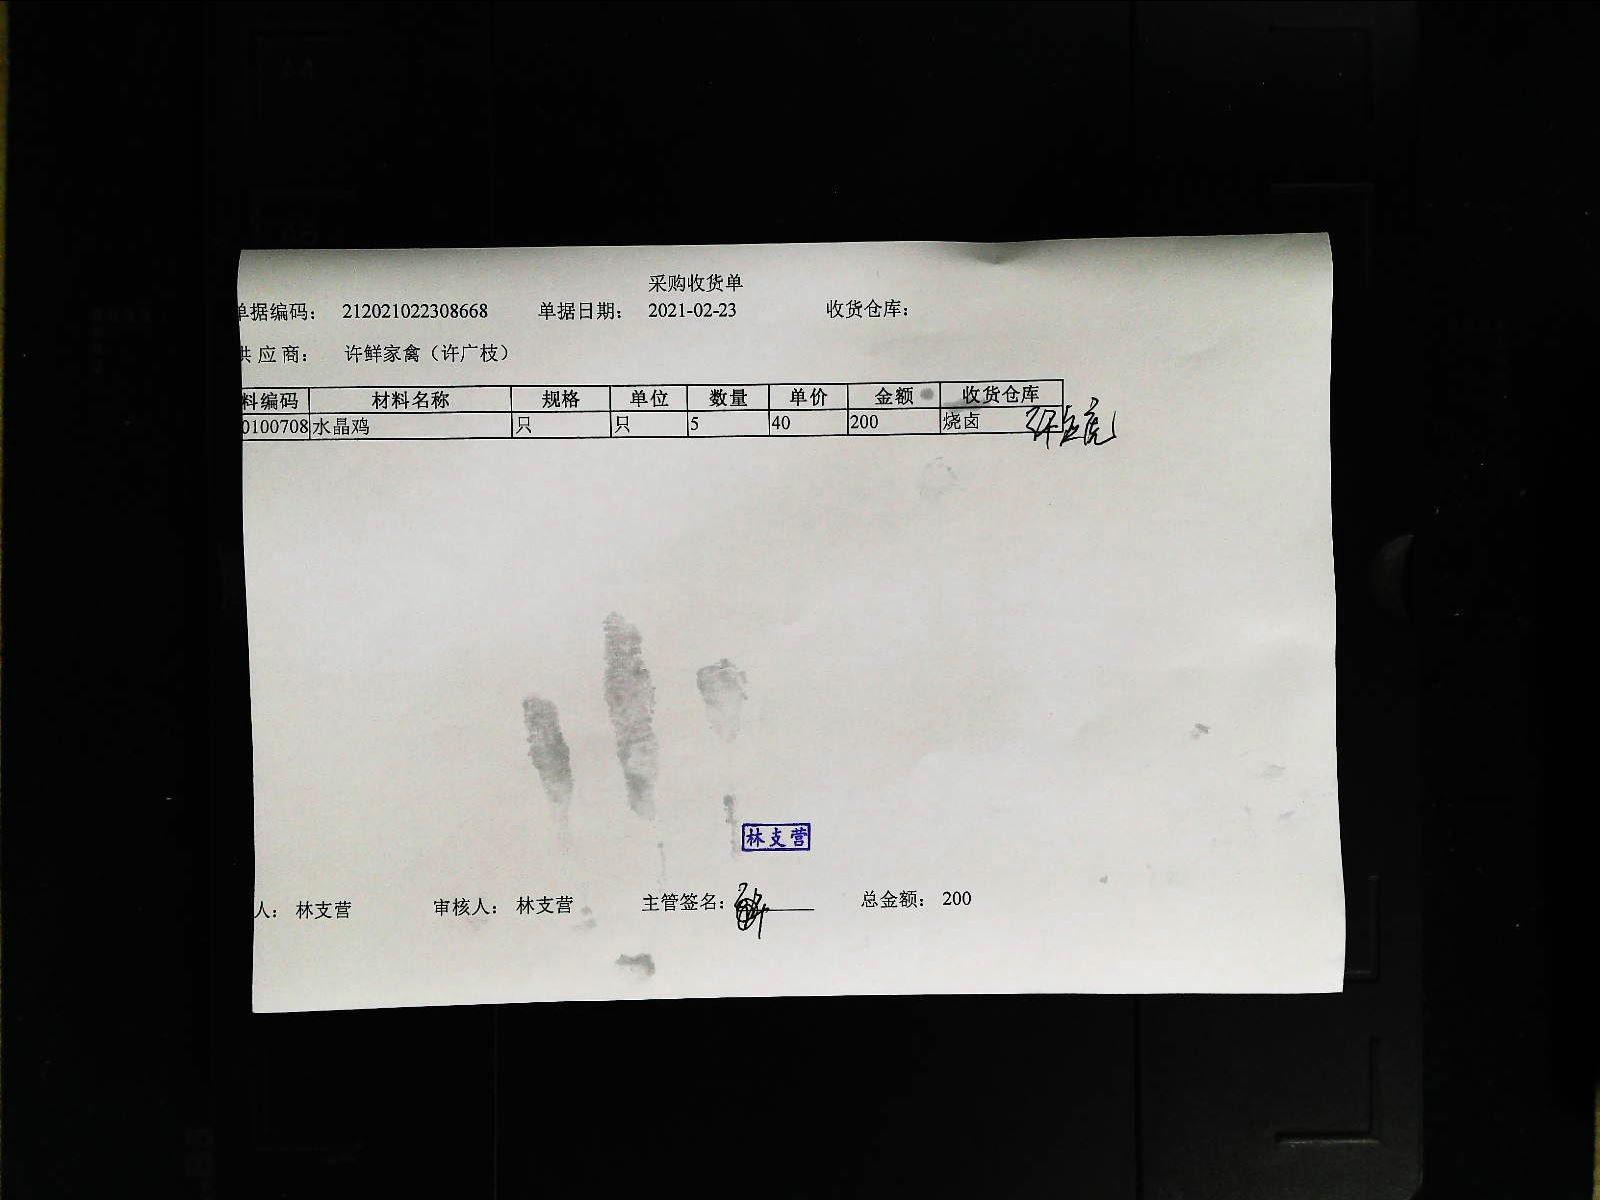 采购收货单
单据编码： 212021022308668 单据日期： 2021-02-23 收货仓库：
供应商： 许鲜家禽（许广枝）
料编码 材料名称 规格 单位 数量 单价 金额 收货仓库
0100708 水晶鸡 只 只 5 40 200 烧卤
林支营
人： 林支营 审核人： 林支营 主管签名： 总金额： 200